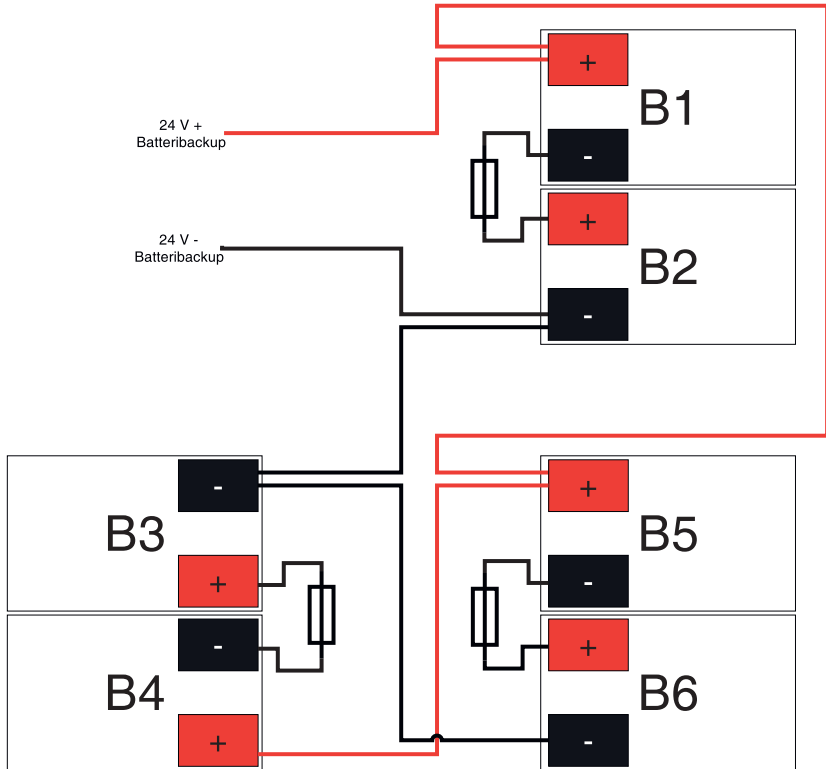 24 V +
Batteribackup
+
B1
-
24 V -
Batteribackup
+
B2
-
-
B3
+
+
B5
-
-
B4
+
+
B6
-